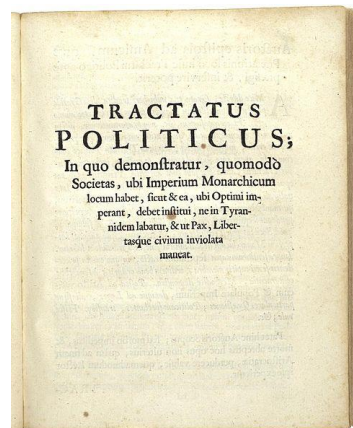 TRACTATUS
POLITICUS;
In quo demonſtratur, quomodò
Societas, ubi Imperium Monarchicum
locum habet, ſicut & ea, ubi Optimi im-
perant, debet inſtitui, ne in Tyran-
nidem labatur, & ut Pax, Liber-
tasque civium inviolata
maneat.